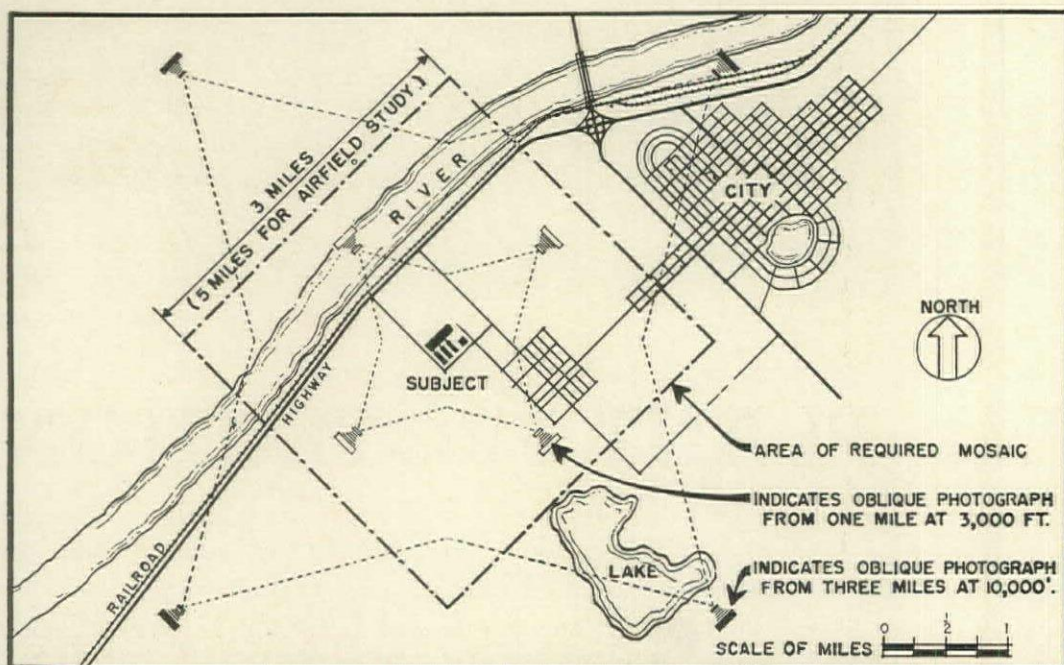 3 MILES
(5 MILES FOR AIRFIELD STUDY.)
RIVER
CITY
NORTH
SUBJECT
HIGHWAY
RAILROAD
LAKE
AREA OF REQUIRED MOSAIC
INDICATES OBLIQUE PHOTOGRAPH
FROM ONE MILE AT 3,000 FT.
INDICATES OBLIQUE PHOTOGRAPH
FROM THREE MILES AT 10,000'.
SCALE OF MILES 0 1/2 1